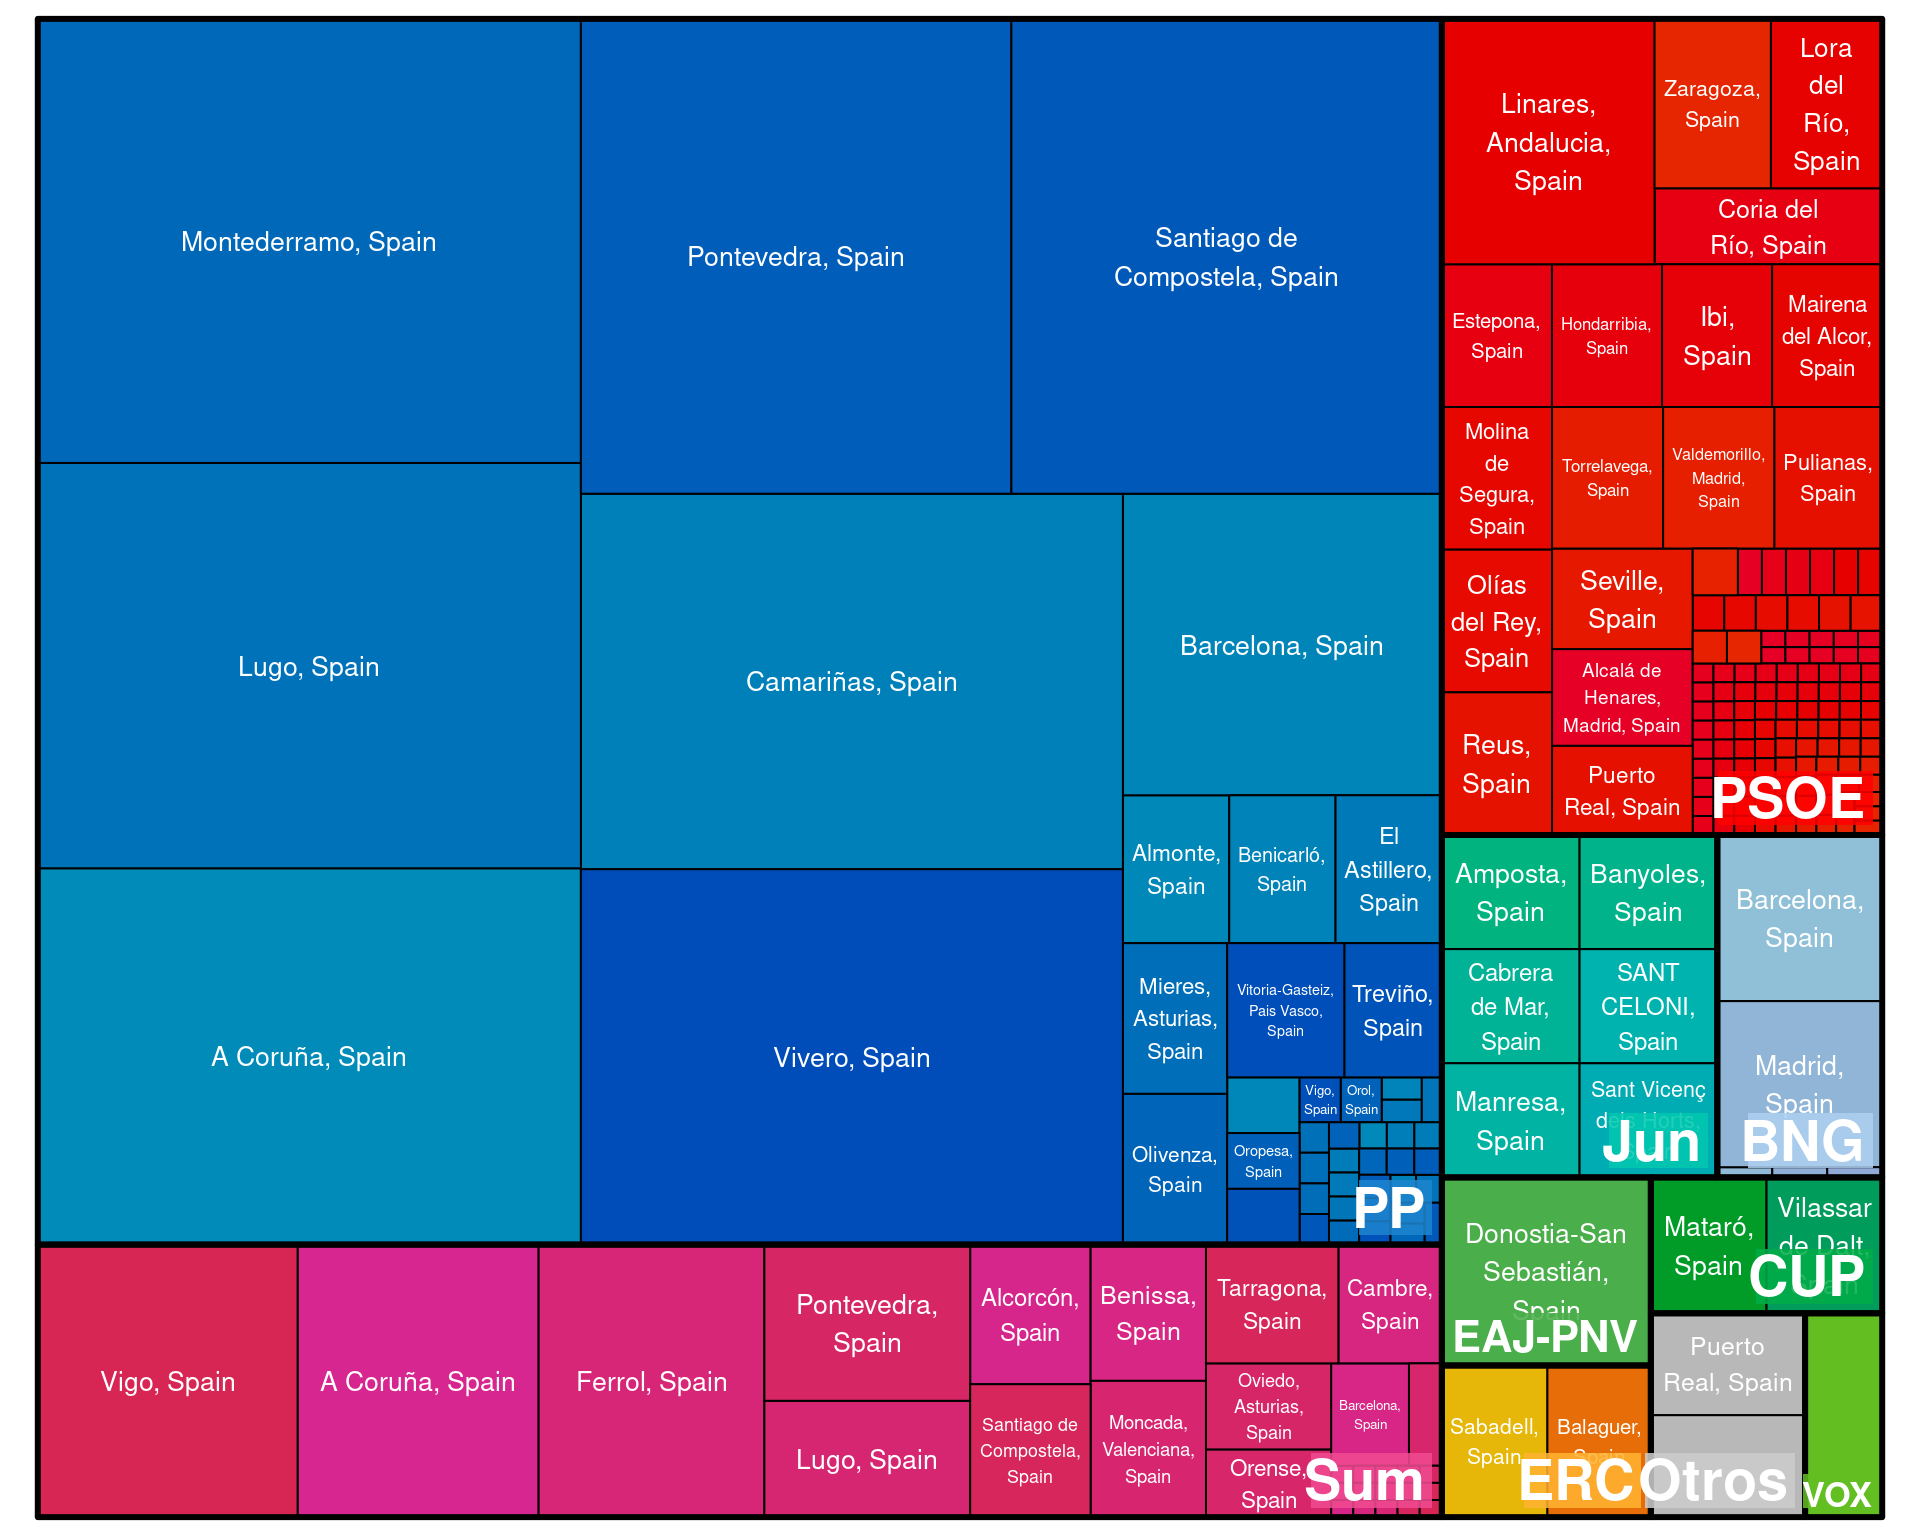 Montederramo, Spain
Lugo, Spain
A Coruña, Spain
Pontevedra, Spain
Santiago de
Compostela, Spain
Camariñas, Spain
Vivero, Spain
Barcelona, Spain
Almonte,
Spain
Benicarló,
Spain
El
Astillero,
Spain
Mieres,
Asturias,
Spain
Olivenza,
Spain
Vitoria-Gasteiz,
Pais Vasco,
Spain
Treviño,
Spain
Vigo,
Spain
Orol,
Spain
Oropesa,
Spain
PP
Vigo, Spain
A Coruña, Spain
Ferrol, Spain
Pontevedra,
Spain
Lugo, Spain
Alcorcón,
Spain
Santiago de
Compostela,
Spain
Benissa,
Spain
Moncada,
Valenciana,
Spain
Tarragona,
Spain
Cambre,
Spain
Oviedo,
Asturias,
Spain
Barcelona,
Spain
Orense,
Spain
Sum
Linares,
Andalucia,
Spain
Zaragoza,
Spain
Lora
del
Río,
Spain
Coria del
Río, Spain
Estepona,
Spain
Hondarribia,
Spain
Ibi,
Spain
Mairena
del Alcor,
Spain
Molina
de
Segura,
Spain
Torrelavega,
Spain
Valdemorillo,
Madrid,
Spain
Pulianas,
Spain
Olías
del Rey,
Spain
Seville,
Spain
Alcalá de
Henares,
Madrid, Spain
Reus,
Spain
Puerto
Real, Spain
PSOE
Amposta,
Spain
Banyoles,
Spain
Cabrera
de Mar,
Spain
SANT
CELONI,
Spain
Manresa,
Spain
Sant Vicenç
dels Horts,
Jun
Barcelona,
Spain
Madrid,
Spain
BNG
Donostia-San
Sebastián,
Spain
EAJ-PNV
Mataró,
Spain
Vilassar
de Dalt,
Spain
CUP
Sabadell,
Spain
Balaguer,
Spain
ERC
Puerto
Real, Spain
Otros
VOX